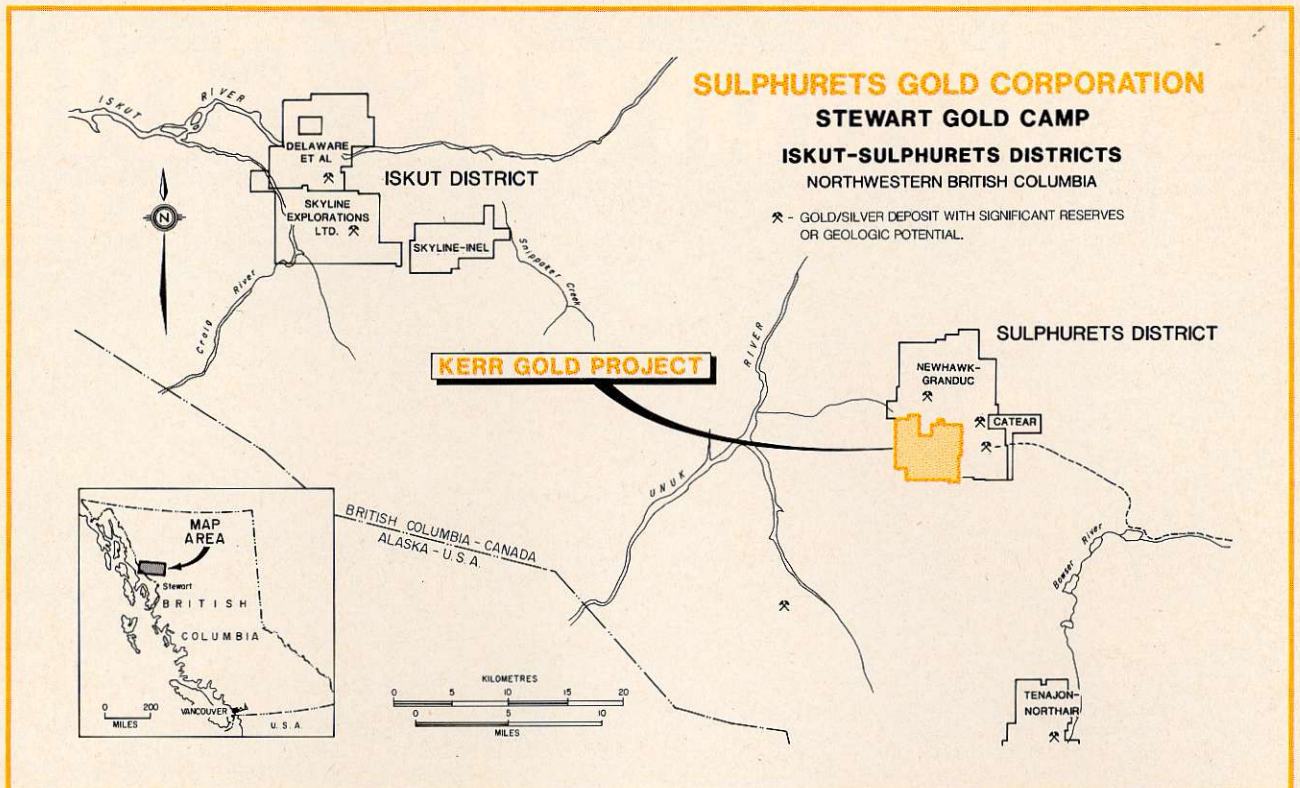 SULPHURETS GOLD CORPORATION
STEWART GOLD CAMP
ISKUT-SULPHURETS DISTRICTS
NORTHWESTERN BRITISH COLUMBIA
- GOLD/SILVER DEPOSIT WITH SIGNIFICANT RESERVES
OR GEOLOGIC POTENTIAL.
ISKUT RIVER
DELAWARE
ET AL
ISKUT DISTRICT
SKYLINE
EXPLORATIONS
LTD.
SKYLINE-INEL
N
Snippaker Creek
Craig River
KERR GOLD PROJECT
RIVER
UNUK
SULPHURETS DISTRICT
NEWHAWK-
GRANDUC
CATEAR
BRITISH COLUMBIA - CANADA
ALASKA - U.S.A.
Bowser River
TENAJON-
NORTHAIR
MAP
AREA
Stewart
BRITISH
COLUMBIA
VANCOUVER
U.S.A.
0 200
MILES
KILOMETRES
0 5 10 15 20
0 5 10
MILES